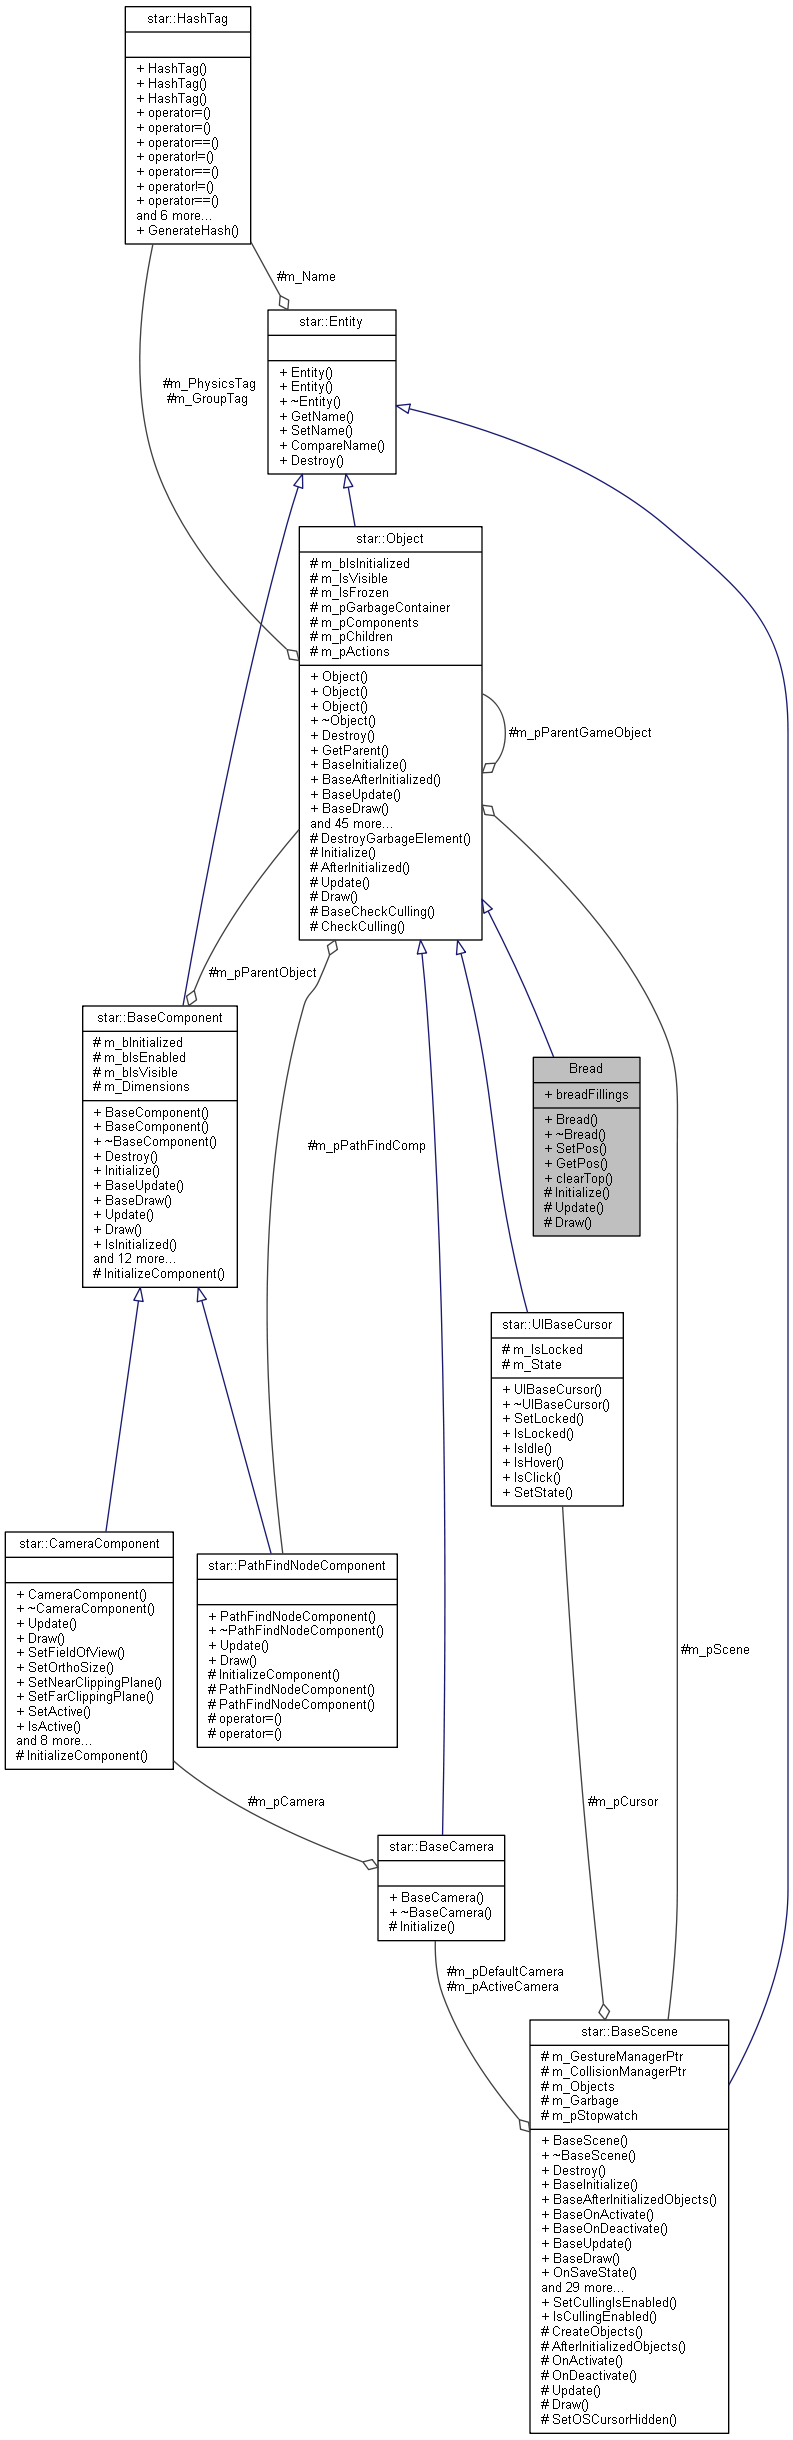 star::HashTag
+ HashTag()
+ HashTag()
+ HashTag()
+ operator=()
+ operator=()
+ operator==()
+ operator!=()
+ operator==()
+ operator!=()
+ operator==()
and 6 more...
+ GenerateHash()
#m_Name
star::Entity
+ Entity()
+ Entity()
+ ~Entity()
+ GetName()
+ SetName()
+ CompareName()
+ Destroy()
#m_PhysicsTag
#m_GroupTag
star::Object
# m_bIsInitialized
# m_IsVisible
# m_IsFrozen
# m_pGarbageContainer
# m_pComponents
# m_pChildren
# m_pActions
+ Object()
+ Object()
+ Object()
+ ~Object()
+ Destroy()
+ GetParent()
+ BaseInitialize()
+ BaseAfterInitialized()
+ BaseUpdate()
+ BaseDraw()
and 45 more...
# DestroyGarbageElement()
# Initialize()
# AfterInitialized()
# Update()
# Draw()
# BaseCheckCulling()
# CheckCulling()
#m_pParentGameObject
#m_pParentObject
star::BaseComponent
# m_bInitialized
# m_bIsEnabled
# m_bIsVisible
# m_Dimensions
+ BaseComponent()
+ BaseComponent()
+ ~BaseComponent()
+ Destroy()
+ Initialize()
+ BaseUpdate()
+ BaseDraw()
+ Update()
+ Draw()
+ IsInitialized()
and 12 more...
# InitializeComponent()
#m_pPathFindComp
Bread
+ breadFillings
+ Bread()
+ ~Bread()
+ SetPos()
+ GetPos()
+ clearTop()
# Initialize()
# Update()
# Draw()
star::UIBaseCursor
# m_IsLocked
# m_State
+ UIBaseCursor()
+ ~UIBaseCursor()
+ SetLocked()
+ IsLocked()
+ IsIdle()
+ IsHover()
+ IsClick()
+ SetState()
star::CameraComponent
+ CameraComponent()
+ ~CameraComponent()
+ Update()
+ Draw()
+ SetFieldOfView()
+ SetOrthoSize()
+ SetNearClippingPlane()
+ SetFarClippingPlane()
+ SetActive()
+ IsActive()
and 8 more...
# InitializeComponent()
star::PathFindNodeComponent
+ PathFindNodeComponent()
+ ~PathFindNodeComponent()
+ Update()
+ Draw()
# InitializeComponent()
# PathFindNodeComponent()
# PathFindNodeComponent()
# operator=()
# operator=()
#m_pScene
#m_pCamera
#m_pCursor
star::BaseCamera
+ BaseCamera()
+ ~BaseCamera()
# Initialize()
#m_pDefaultCamera
#m_pActiveCamera
star::BaseScene
# m_GestureManagerPtr
# m_CollisionManagerPtr
# m_Objects
# m_Garbage
# m_pStopwatch
+ BaseScene()
+ ~BaseScene()
+ Destroy()
+ BaseInitialize()
+ BaseAfterInitializedObjects()
+ BaseOnActivate()
+ BaseOnDeactivate()
+ BaseUpdate()
+ BaseDraw()
+ OnSaveState()
and 29 more...
+ SetCullingIsEnabled()
+ IsCullingEnabled()
# CreateObjects()
# AfterInitializedObjects()
# OnActivate()
# OnDeactivate()
# Update()
# Draw()
# SetOSCursorHidden()